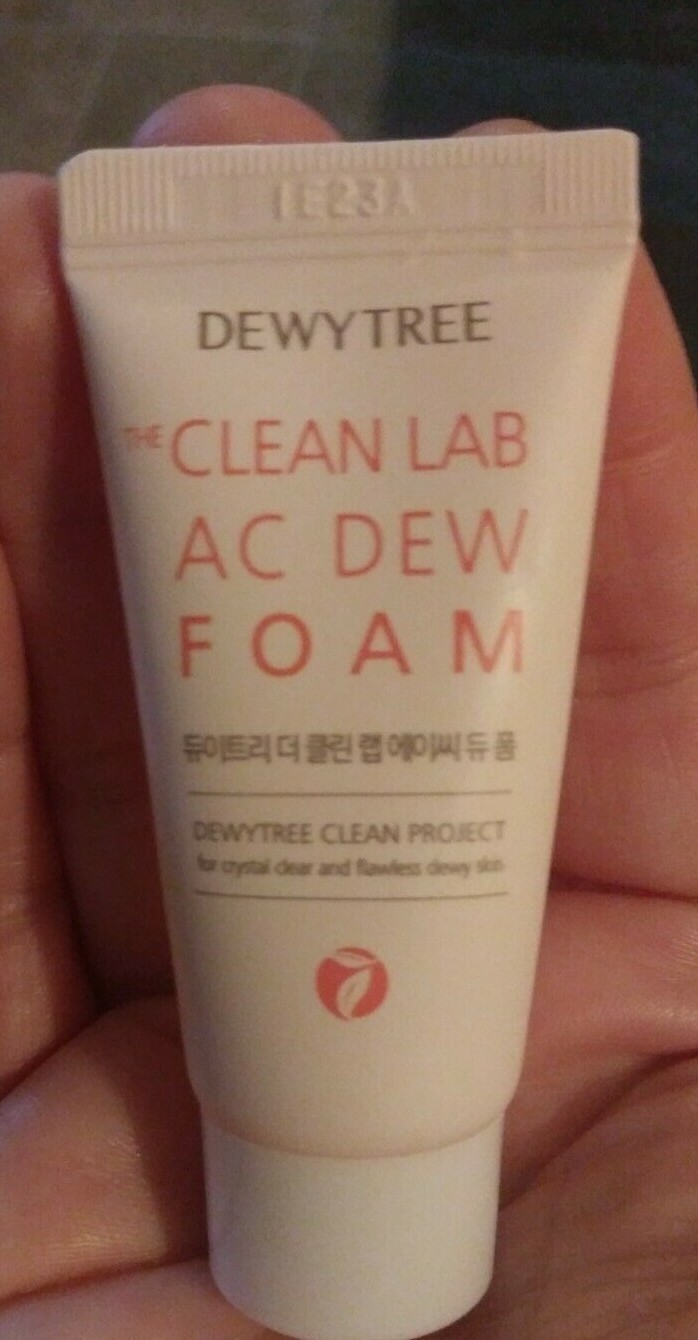 1E23A
DEWYTREE
THE CLEAN LAB
AC DEW
FOAM
듀이트리 더 클린 랩 에이씨 듀 폼
DEWYTREE CLEAN PROJECT
for crystal clear and flawless dewy skin